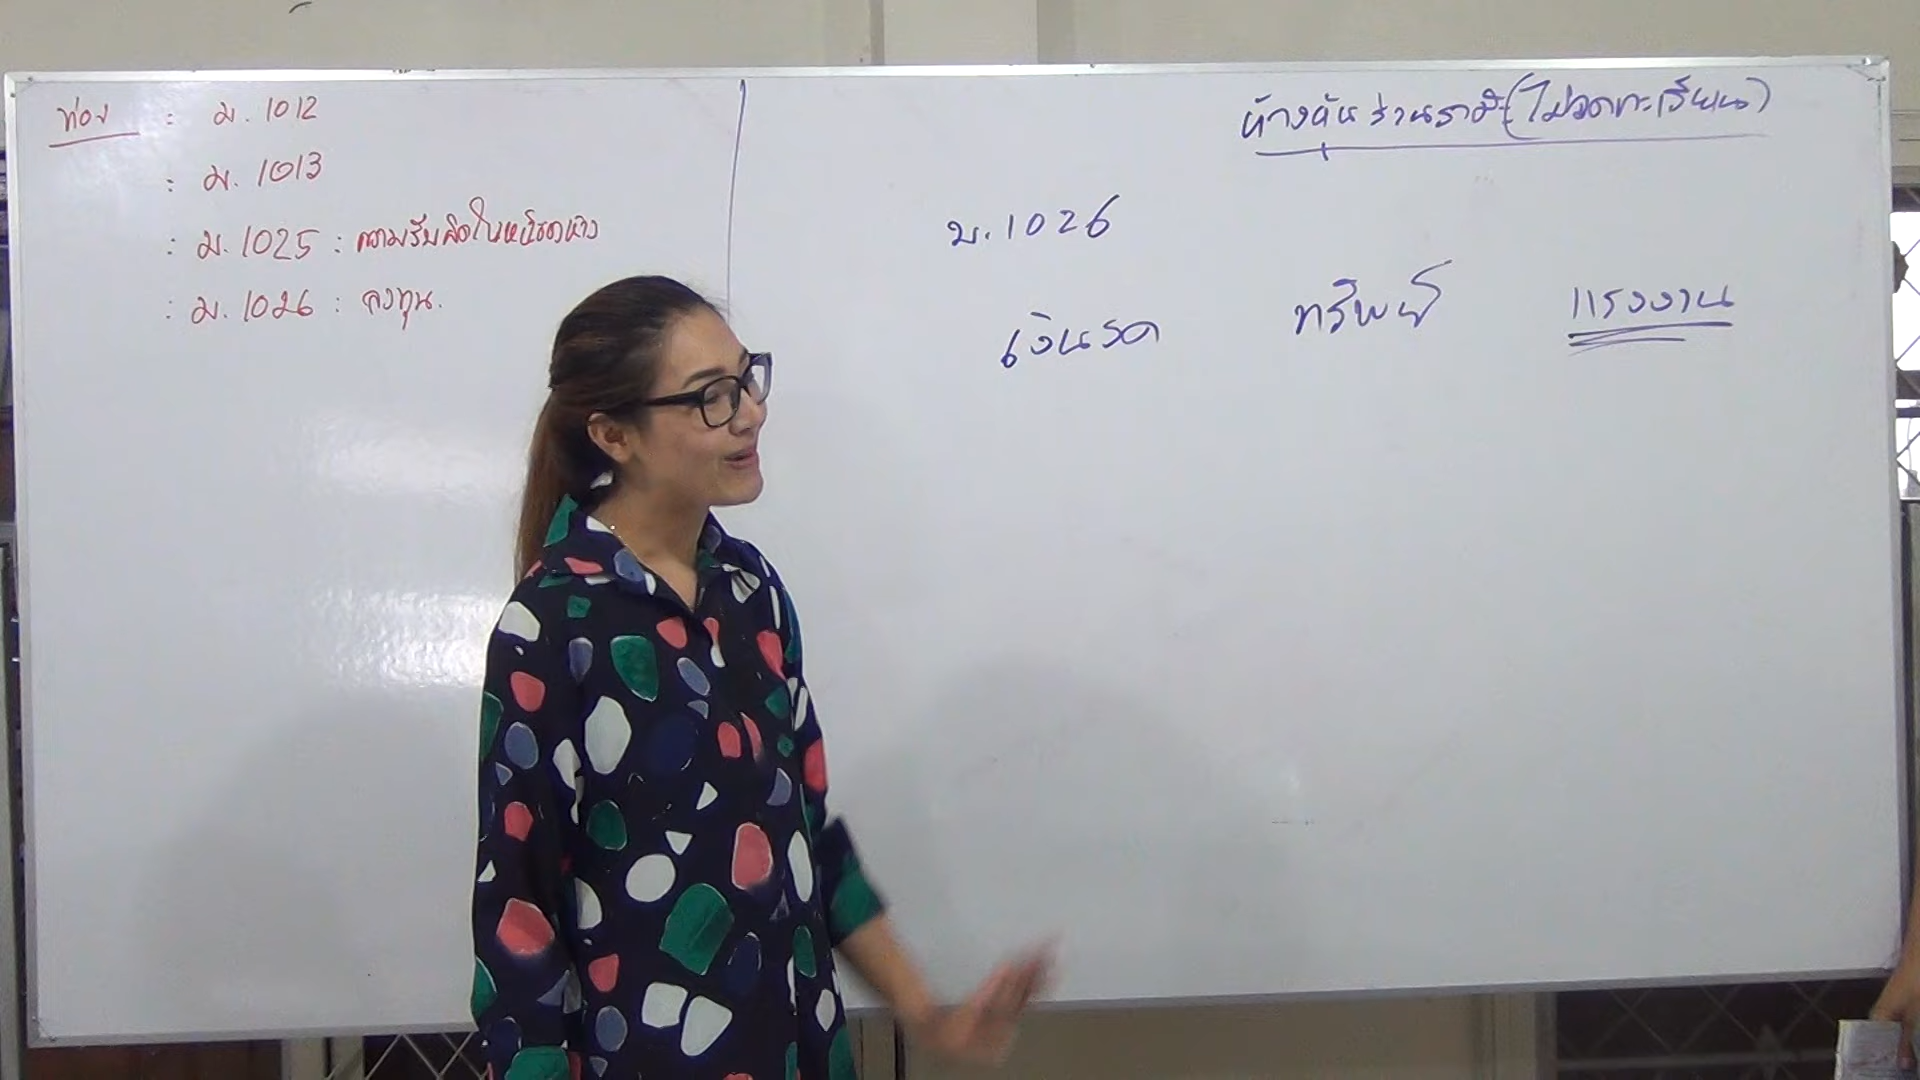 ท่อง : ม. 1012
: ม. 1013
: ม. 1025 : ความรับผิดในหนี้ของห้าง
: ม. 1026 : ลงทุน.
ห้างหุ้นส่วนสามัญ (ไม่จดทะเบียน)
ม. 1026
เงินสด ทรัพย์ แรงงาน